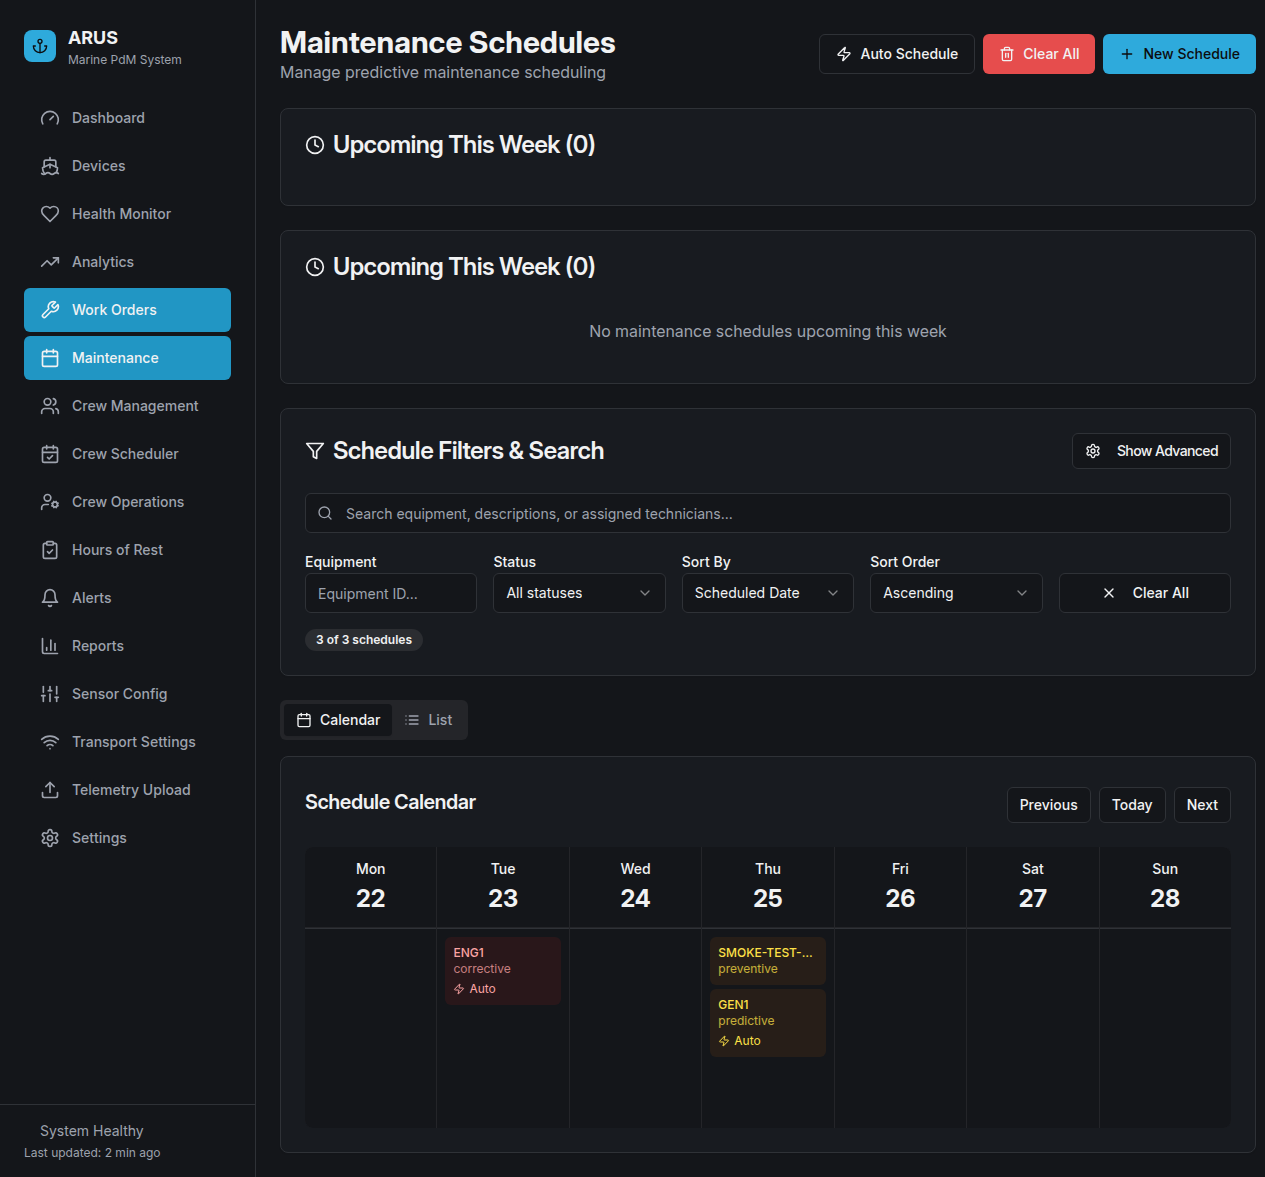 ARUS
Marine PdM System
Dashboard
Devices
Health Monitor
Analytics
Work Orders
Maintenance
Crew Management
Crew Scheduler
Crew Operations
Hours of Rest
Alerts
Reports
Sensor Config
Transport Settings
Telemetry Upload
Settings
System Healthy
Last updated: 2 min ago
Maintenance Schedules
Manage predictive maintenance scheduling
Auto Schedule
Clear All
New Schedule
Upcoming This Week (0)
Upcoming This Week (0)
No maintenance schedules upcoming this week
Schedule Filters & Search
Show Advanced
Search equipment, descriptions, or assigned technicians...
Equipment
Status
Sort By
Sort Order
Equipment ID...
All statuses
Scheduled Date
Ascending
Clear All
3 of 3 schedules
Calendar
List
Schedule Calendar
Previous
Today
Next
Mon
22
Tue
23
Wed
24
Thu
25
Fri
26
Sat
27
Sun
28
ENG1
corrective
Auto
SMOKE-TEST-...
preventive
GEN1
predictive
Auto